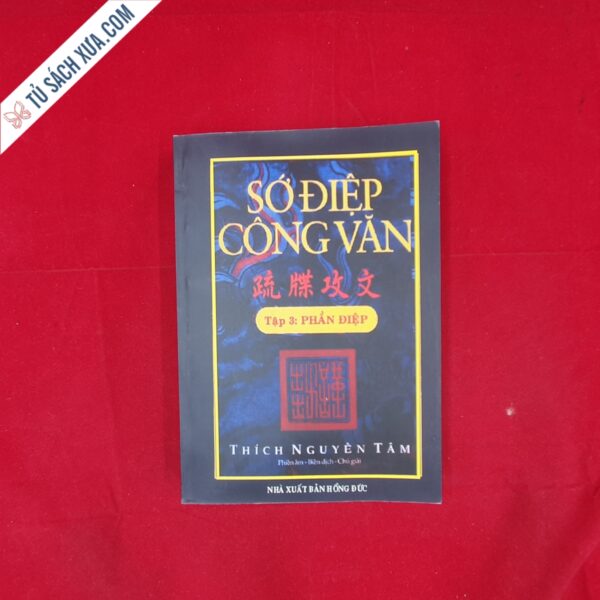 TỦ SÁCH XƯA.COM
SỚ ĐIỆP
CÔNG VĂN
疏牒攻文
Tập 3: PHẦN ĐIỆP
THÍCH NGUYÊN TÂM
Phiên âm - Biên dịch - Chú giải
NHÀ XUẤT BẢN HỒNG ĐỨC